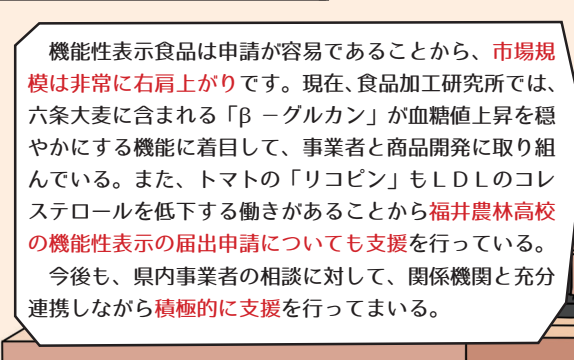 機能性表示食品は申請が容易であることから、市場規
模は非常に右肩上がりです。現在、食品加工研究所では、
六条大麦に含まれる「β －グルカン」が血糖値上昇を穏
やかにする機能に着目して、事業者と商品開発に取り組
んでいる。また、トマトの「リコピン」もＬＤＬのコレ
ステロールを低下する働きがあることから福井農林高校
の機能性表示の届出申請についても支援を行っている。
　今後も、県内事業者の相談に対して、関係機関と充分
連携しながら積極的に支援を行ってまいる。